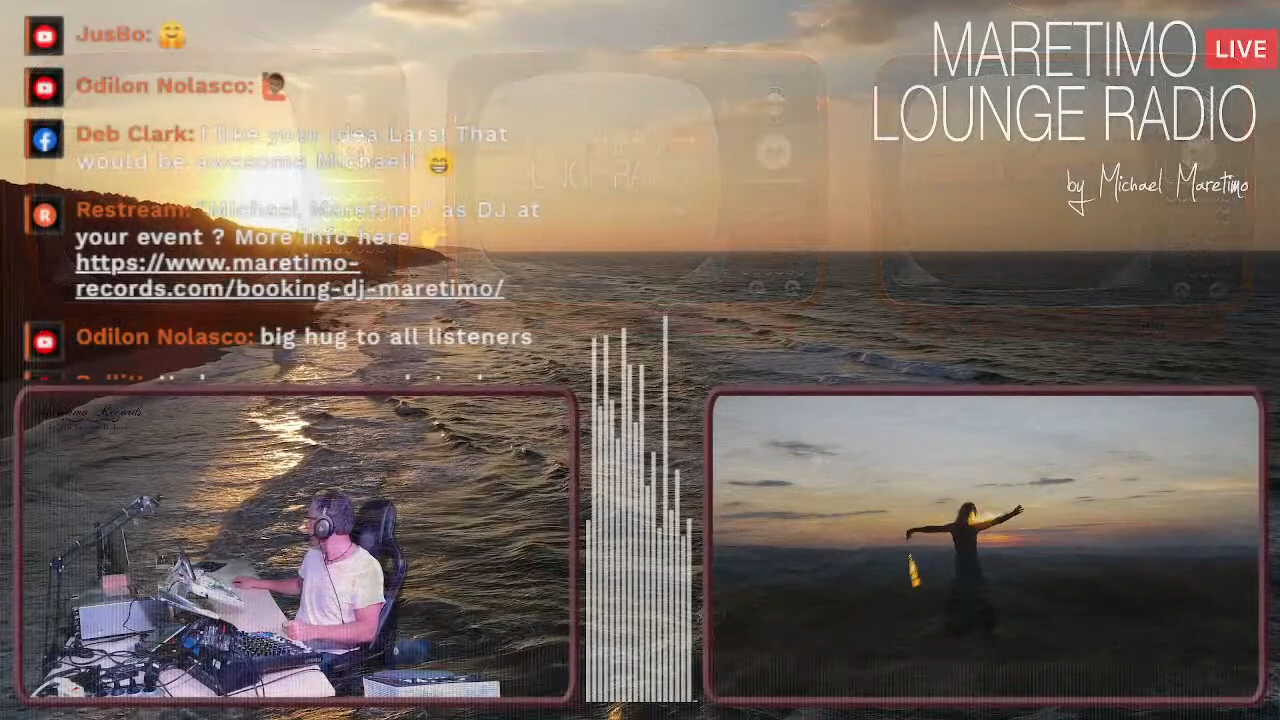 JusBo: 🤗
Odilon Nolasco: 🙋🏾‍♂️
Deb Clark: I like your idea Lars! That
would be awesome Michael! 😄
Restream: "Michael Maretimo" as DJ at
your event ? More info here 👉
https://www.maretimo-
records.com/booking-dj-maretimo/
Odilon Nolasco: big hug to all listeners
MARETIMO
LOUNGE RADIO
LIVE
by Michael Maretimo